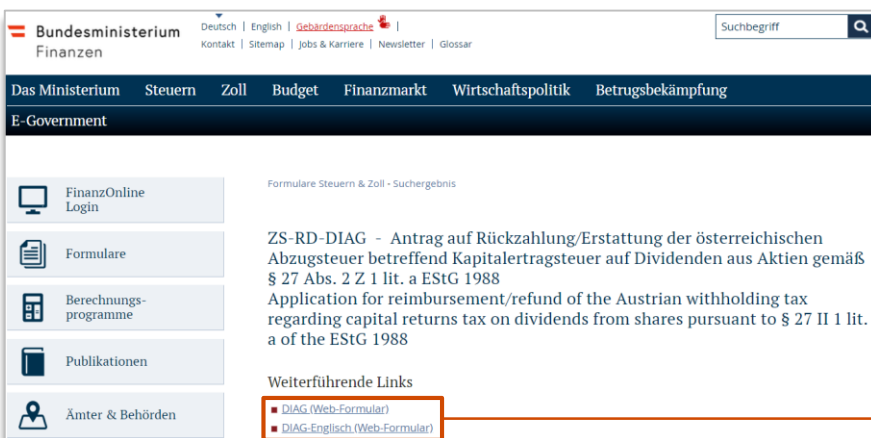 Bundesministerium
Finanzen
Deutsch | English | Gebärdensprache |
Kontakt | Sitemap | Jobs & Karriere | Newsletter | Glossar
Suchbegriff
Das Ministerium Steuern Zoll Budget Finanzmarkt Wirtschaftspolitik Betrugsbekämpfung
E-Government
FinanzOnline
Login
Formulare
Berechnungs-
programme
Publikationen
Ämter & Behörden
Formulare Steuern & Zoll - Suchergebnis
ZS-RD-DIAG - Antrag auf Rückzahlung/Erstattung der österreichischen
Abzugsteuer betreffend Kapitalertragsteuer auf Dividenden aus Aktien gemäß
§ 27 Abs. 2 Z 1 lit. a EStG 1988
Application for reimbursement/refund of the Austrian withholding tax
regarding capital returns tax on dividends from shares pursuant to § 27 II 1 lit.
a of the EStG 1988
Weiterführende Links
DIAG (Web-Formular)
DIAG-Englisch (Web-Formular)